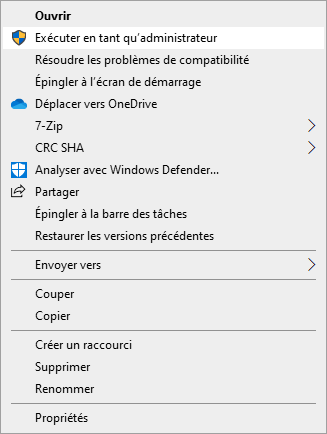 Ouvrir
Exécuter en tant qu’administrateur
Résoudre les problèmes de compatibilité
Épingler à l’écran de démarrage
Déplacer vers OneDrive
7-Zip
CRC SHA
Analyser avec Windows Defender...
Partager
Épingler à la barre des tâches
Restaurer les versions précédentes
Envoyer vers
Couper
Copier
Créer un raccourci
Supprimer
Renommer
Propriétés